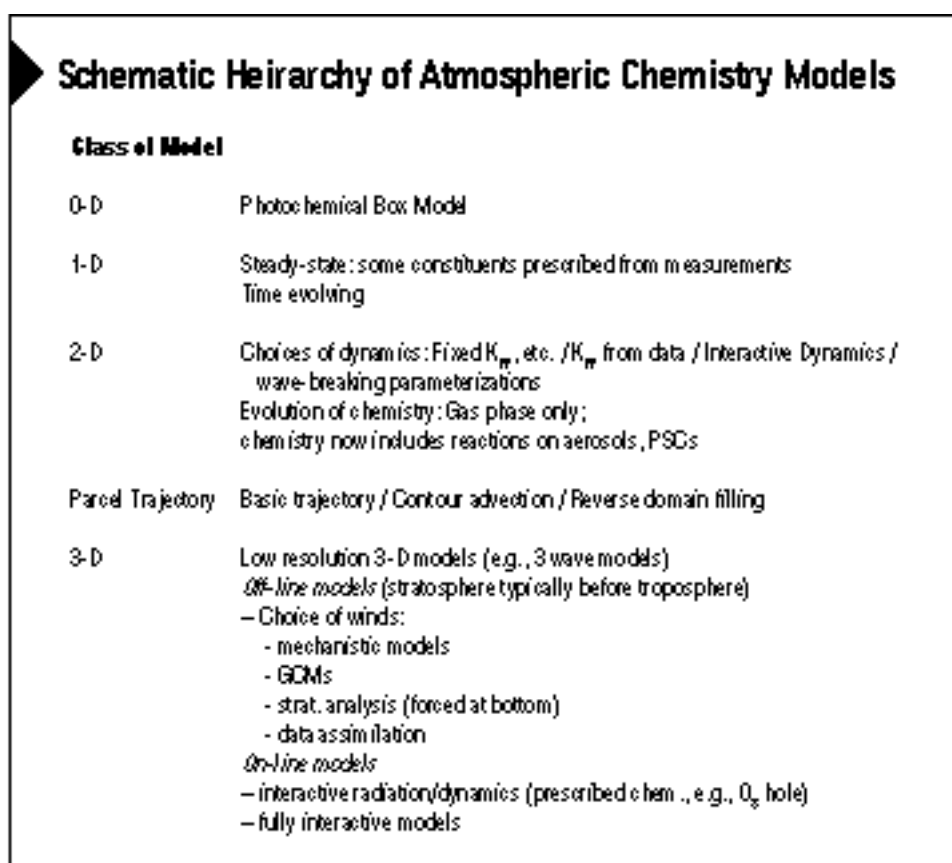 Schematic Heirarchy of Atmospheric Chemistry Models
Class of Model
0-D Photochemical Box Model
1-D Steady-state: some constituents prescribed from measurements
Time evolving
2-D Choices of dynamics: Fixed K, etc. / K from data / Interactive Dynamics /
wave-breaking parameterizations
Evolution of chemistry: Gas phase only;
chemistry now includes reactions on aerosols, PSCs
Parcel Trajectory Basic trajectory / Contour advection / Reverse domain filling
3-D Low resolution 3-D models (e.g., 3 wave models)
Off-line models (stratosphere typically before troposphere)
– Choice of winds:
- mechanistic models
- GCMs
- strat. analysis (forced at bottom)
- data assimilation
On-line models
– interactive radiation/dynamics (prescribed chem., e.g., O₃ hole)
– fully interactive models